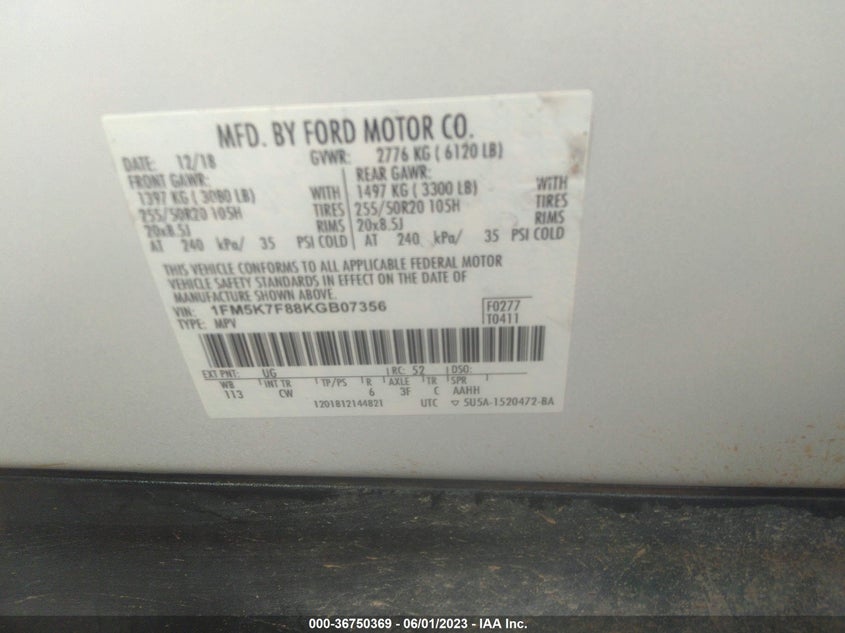 MFD. BY FORD MOTOR CO.
DATE: 12/18 GVWR: 2776 KG ( 6120 LB)
FRONT GAWR: REAR GAWR:
1397 KG ( 3080 LB) WITH 1497 KG ( 3300 LB) WITH
255/50R20 105H TIRES 255/50R20 105H TIRES
20x8.5J RIMS 20x8.5J RIMS
AT 240 kPa/ 35 PSI COLD AT 240 kPa/ 35 PSI COLD
THIS VEHICLE CONFORMS TO ALL APPLICABLE FEDERAL MOTOR
VEHICLE SAFETY STANDARDS IN EFFECT ON THE DATE OF
MANUFACTURE SHOWN ABOVE.
VIN: 1FM5K7F88KGB07356 F0277
TYPE: MPV T0411
EXT PNT: UG RC: 52 DSO:
WB INT TR TP/PS R AXLE TR SPR
113 CW 6 3F C AAHH
1201812144821 UTC ▽ 5U5A-1520472-BA
000-36750369 - 06/01/2023 - IAA Inc.